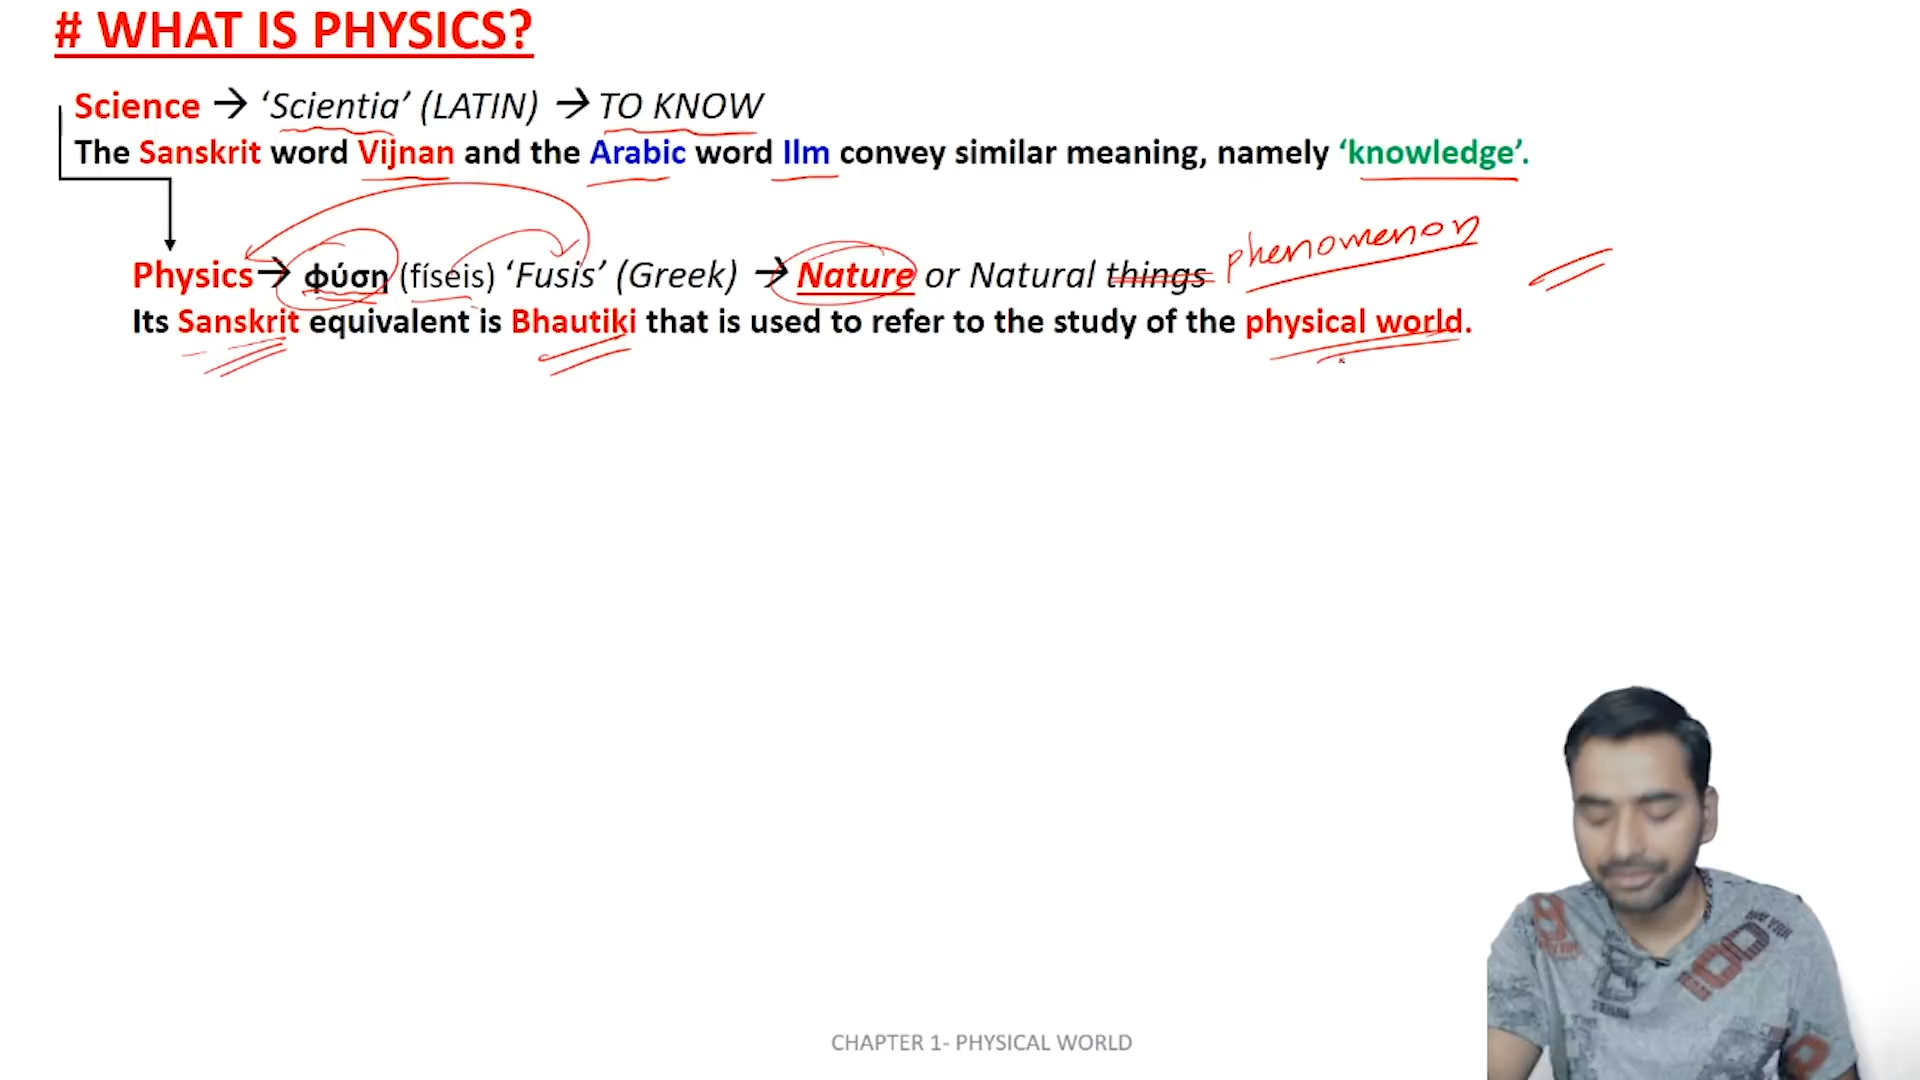 # WHAT IS PHYSICS?
Science → ‘Scientia’ (LATIN) → TO KNOW
The Sanskrit word Vijnan and the Arabic word Ilm convey similar meaning, namely ‘knowledge’.
Physics→ φύση (físeis) ‘Fusis’ (Greek) → Nature or Natural things phenomenon
Its Sanskrit equivalent is Bhautiki that is used to refer to the study of the physical world.
CHAPTER 1- PHYSICAL WORLD